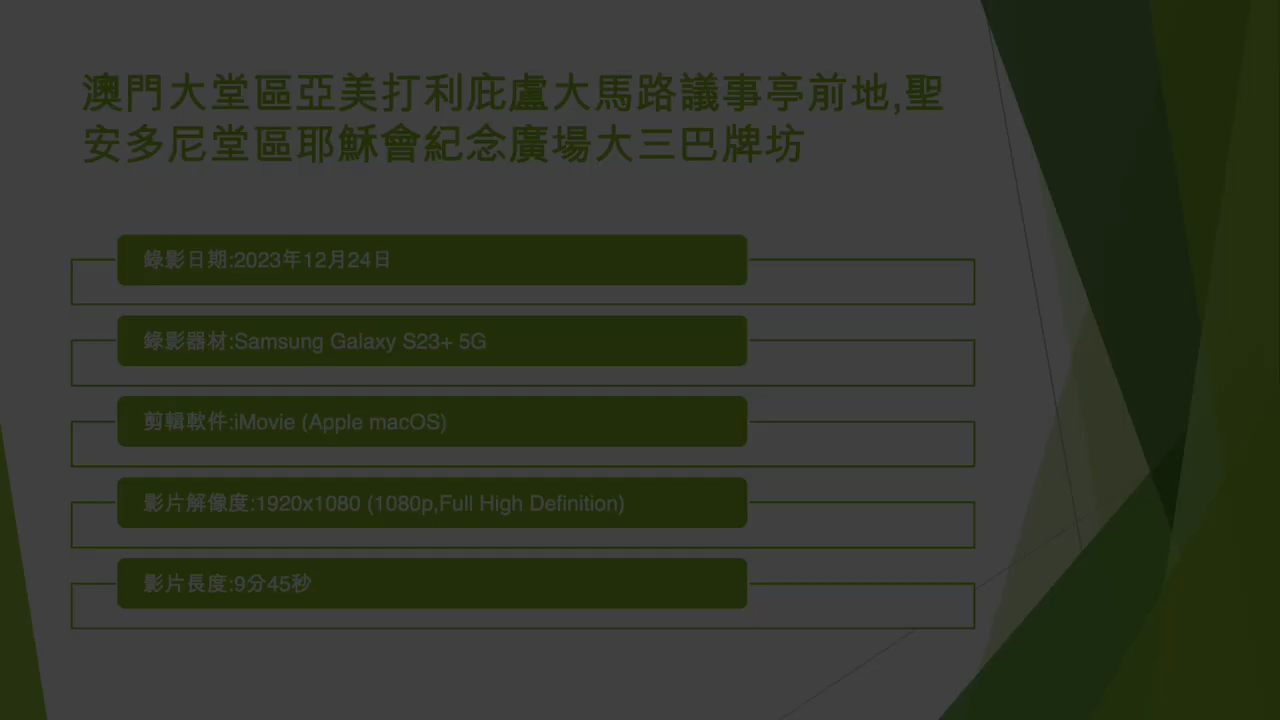 澳門大堂區亞美打利庇盧大馬路議事亭前地,聖
安多尼堂區耶穌會紀念廣場大三巴牌坊
錄影日期:2023年12月24日
錄影器材:Samsung Galaxy S23+ 5G
剪輯軟件:iMovie (Apple macOS)
影片解像度:1920x1080 (1080p,Full High Definition)
影片長度:9分45秒